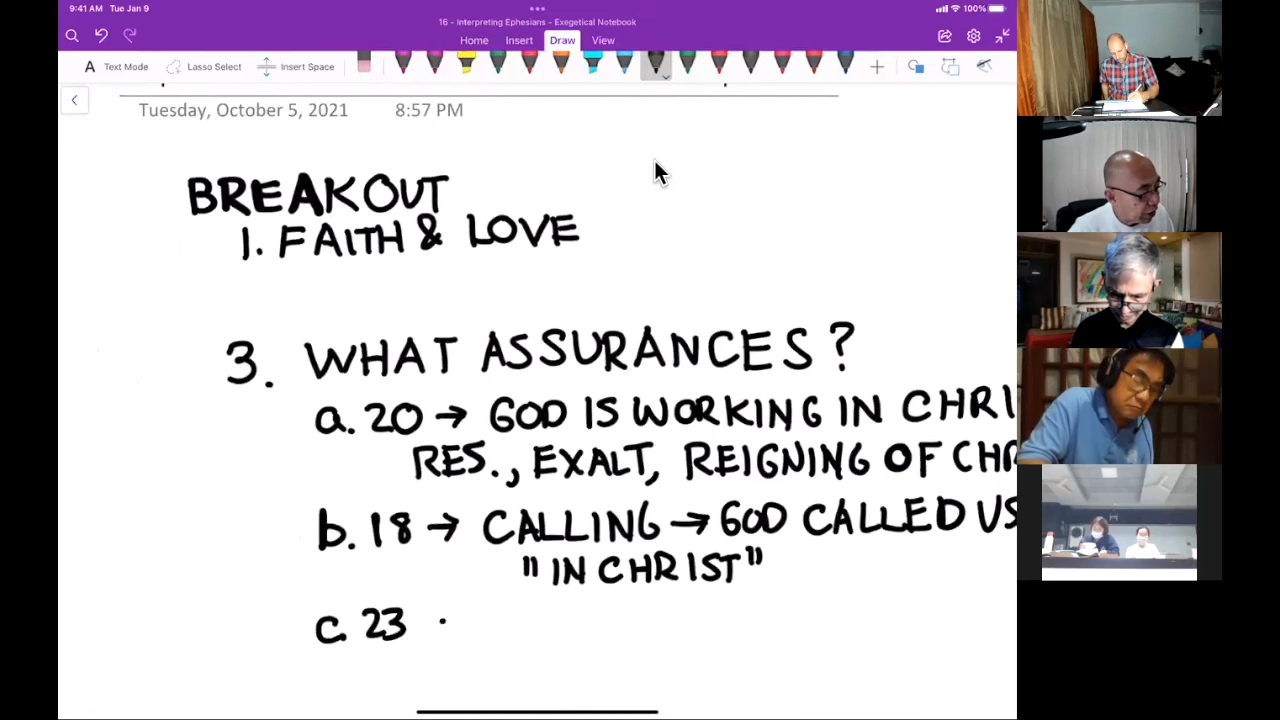 9:41 AM Tue Jan 9
100%
16 - Interpreting Ephesians - Exegetical Notebook
Home Insert Draw View
A Text Mode Lasso Select Insert Space
Tuesday, October 5, 2021 8:57 PM
BREAKOUT
1. FAITH & LOVE
3. WHAT ASSURANCES?
a. 20 → GOD IS WORKING IN CHRI
RES., EXALT, REIGNING OF CHR
b. 18 → CALLING → GOD CALLED US
"IN CHRIST"
c. 23